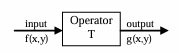 input
f(x,y)
Operator
T
output
g(x,y)